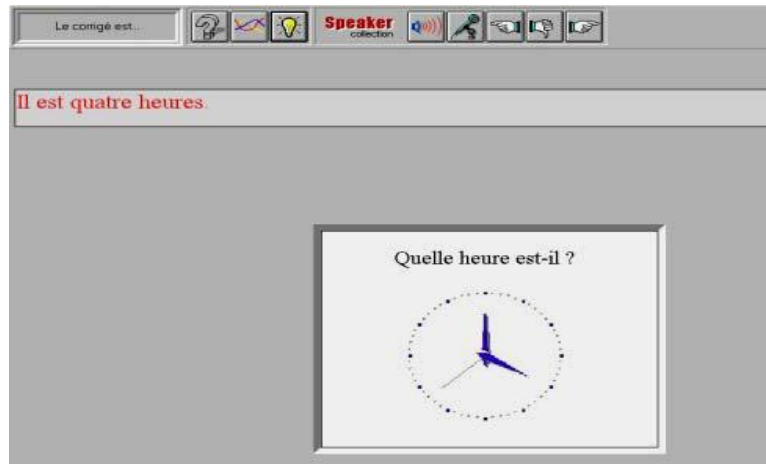 Le corrigé est...
Speaker
collection
Il est quatre heures.
Quelle heure est-il ?